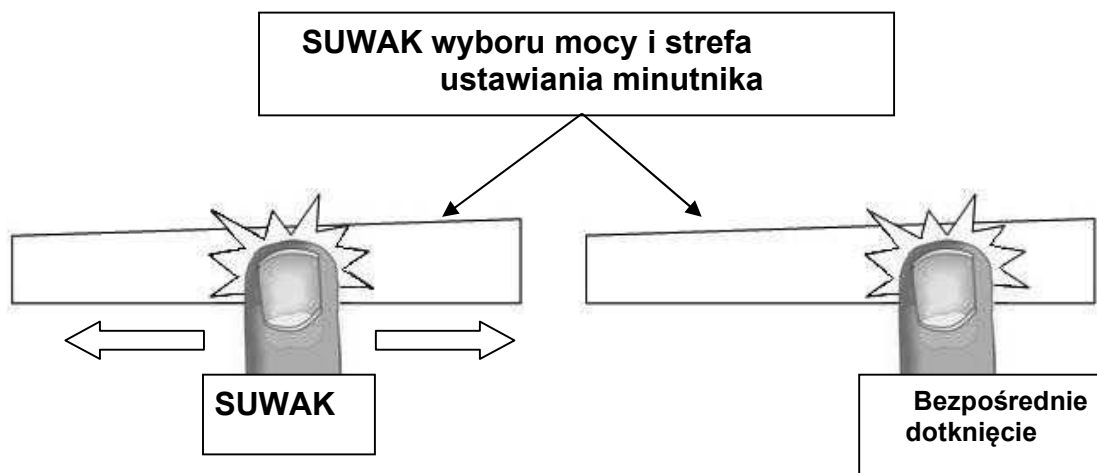 SUWAK wyboru mocy i strefa
ustawiania minutnika
SUWAK
Bezpośrednie
dotknięcie